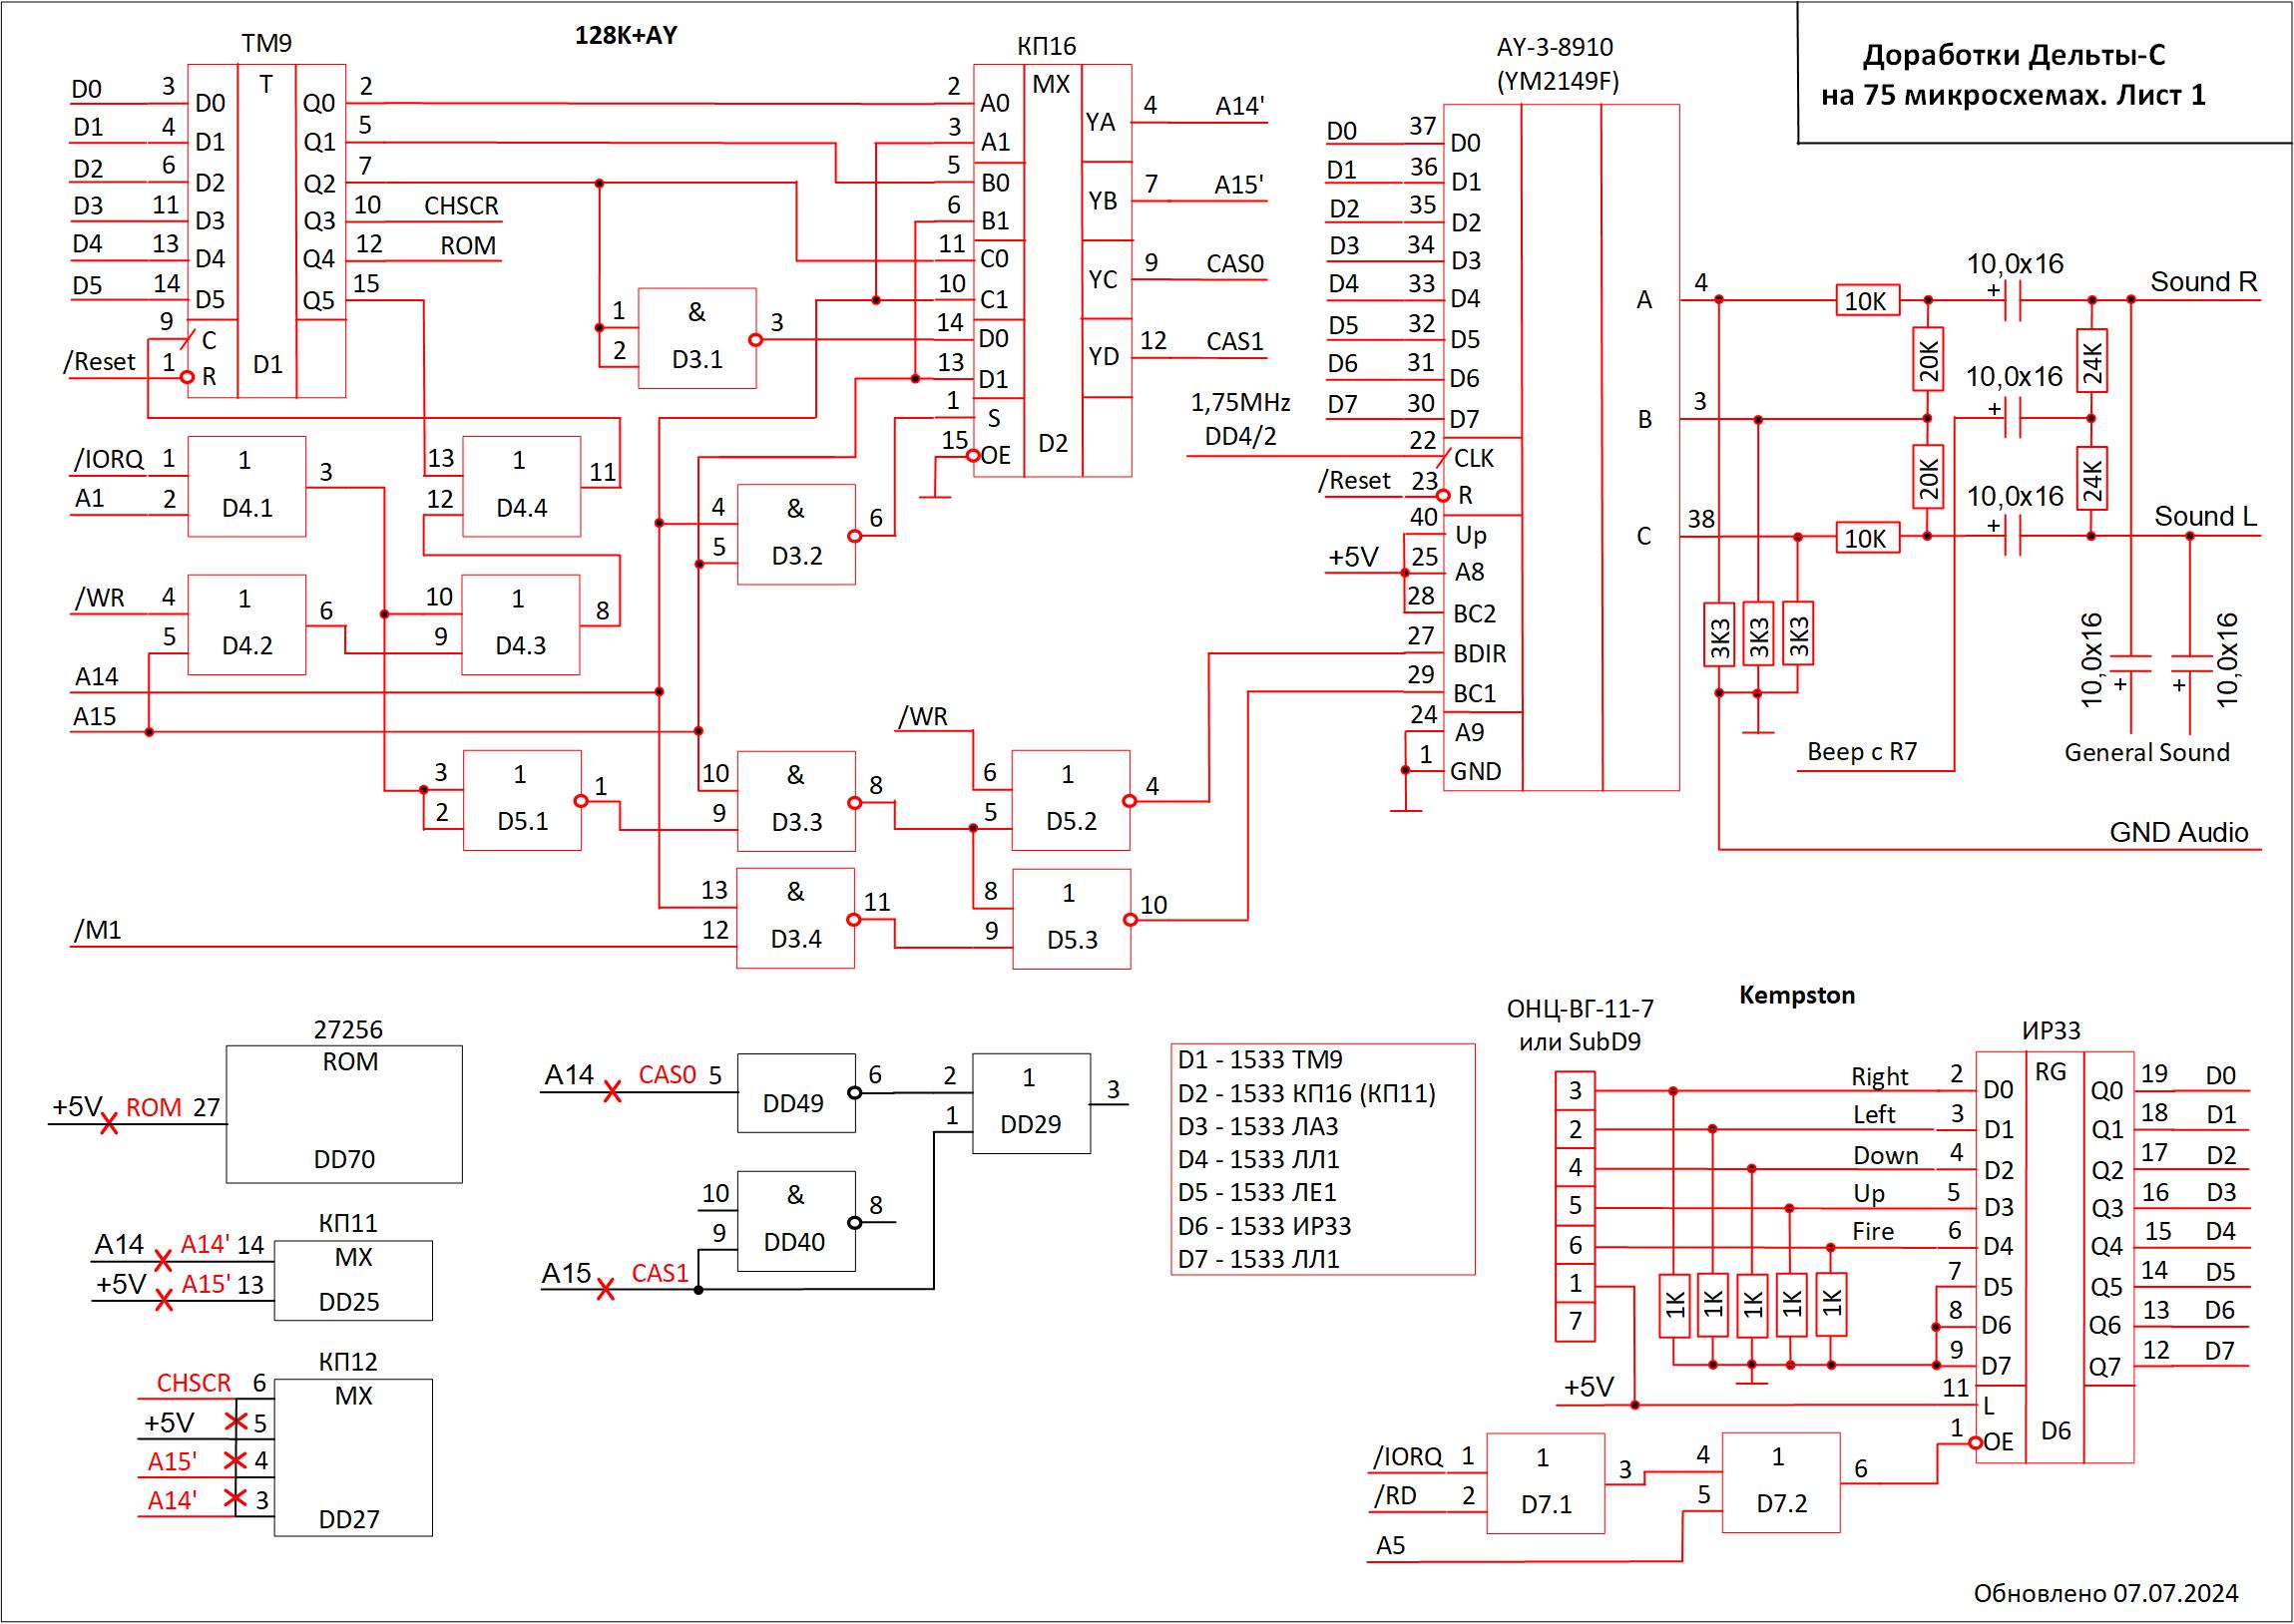 128K+AY
Доработки Дельты-С
на 75 микросхемах. Лист 1
ТМ9
D0 3 D0 T Q0 2
D1 4 D1 Q1 5
D2 6 D2 Q2 7
D3 11 D3 Q3 10 CHSCR
D4 13 D4 Q4 12 ROM
D5 14 D5 Q5 15
9 C
/Reset 1 R D1
/IORQ 1 1 3
A1 2 D4.1
13 1 11
12 D4.4
/WR 4 1 6
5 D4.2
10 1 8
9 D4.3
A14
A15
1 & 3
2 D3.1
4 & 6
5 D3.2
3 1 1
2 D5.1
10 & 8
9 D3.3
/WR 6 1 4
5 D5.2
13 & 11
/M1 12 D3.4
8 1 10
9 D5.3
КП16
2 A0 MX YA 4 A14'
3 A1
5 B0 YB 7 A15'
6 B1
11 C0 YC 9 CAS0
10 C1
14 D0 YD 12 CAS1
13 D1
1 S
15 OE D2
AY-3-8910
(YM2149F)
D0 37 D0
D1 36 D1
D2 35 D2
D3 34 D3
D4 33 D4
D5 32 D5
D6 31 D6
D7 30 D7
1,75MHz
DD4/2 22 CLK
/Reset 23 R
40 Up
+5V 25 A8
28 BC2
27 BDIR
29 BC1
24 A9
1 GND
A 4 10K 10,0x16 + Sound R
20K 24K
B 3 10,0x16 +
20K 24K
C 38 10K 10,0x16 + Sound L
3K3 3K3 3K3
10,0x16 + + 10,0x16
Beep c R7 General Sound
GND Audio
27256
ROM
+5V ROM 27
DD70
КП11
A14 A14' 14 MX
+5V A15' 13 DD25
КП12
CHSCR 6 MX
+5V 5
A15' 4
A14' 3 DD27
A14 CAS0 5 6
DD49
2 1 3
1 DD29
10 & 8
9 DD40
A15 CAS1
D1 - 1533 ТМ9
D2 - 1533 КП16 (КП11)
D3 - 1533 ЛА3
D4 - 1533 ЛЛ1
D5 - 1533 ЛЕ1
D6 - 1533 ИР33
D7 - 1533 ЛЛ1
Kempston
ОНЦ-ВГ-11-7
или SubD9
ИР33
3 Right 2 D0 RG Q0 19 D0
2 Left 3 D1 Q1 18 D1
4 Down 4 D2 Q2 17 D2
5 Up 5 D3 Q3 16 D3
6 Fire 6 D4 Q4 15 D4
1 7 D5 Q5 14 D5
7 8 D6 Q6 13 D6
9 D7 Q7 12 D7
1K 1K 1K 1K 1K
+5V 11 L
1 OE D6
/IORQ 1 1 3
/RD 2 D7.1
4 1 6
5 D7.2
A5
Обновлено 07.07.2024